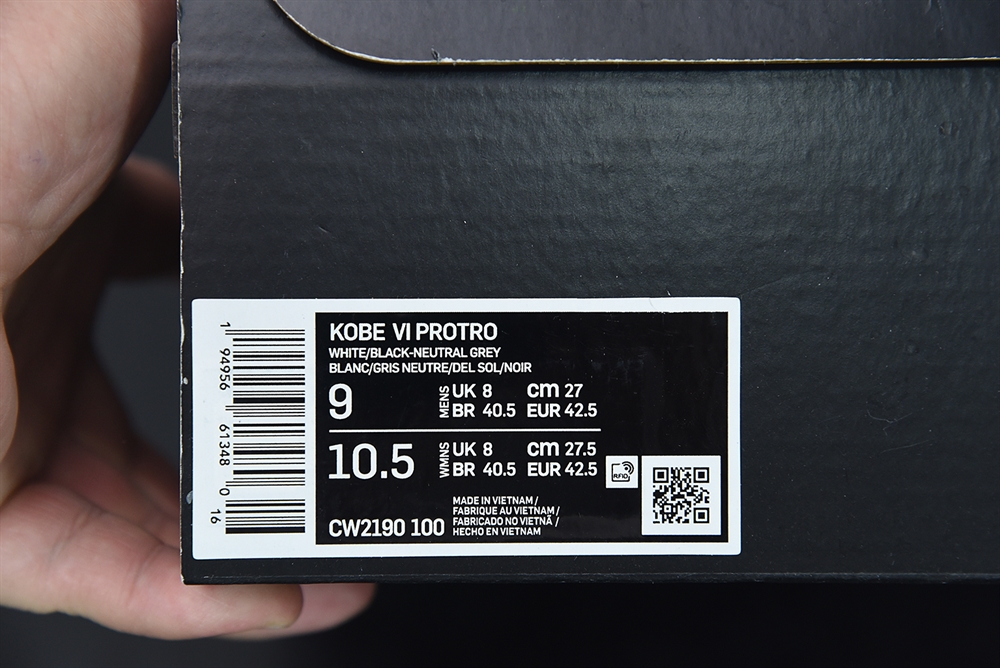 KOBE VI PROTRO
WHITE/BLACK-NEUTRAL GREY
BLANC/GRIS NEUTRE/DEL SOL/NOIR
9 MENS UK 8 cm 27
BR 40.5 EUR 42.5
10.5 WMNS UK 8 cm 27.5
BR 40.5 EUR 42.5
RFID
MADE IN VIETNAM /
FABRIQUE AU VIETNAM /
FABRICADO NO VIETNÃ /
HECHO EN VIETNAM
CW2190 100
1 94956 61348 0 16